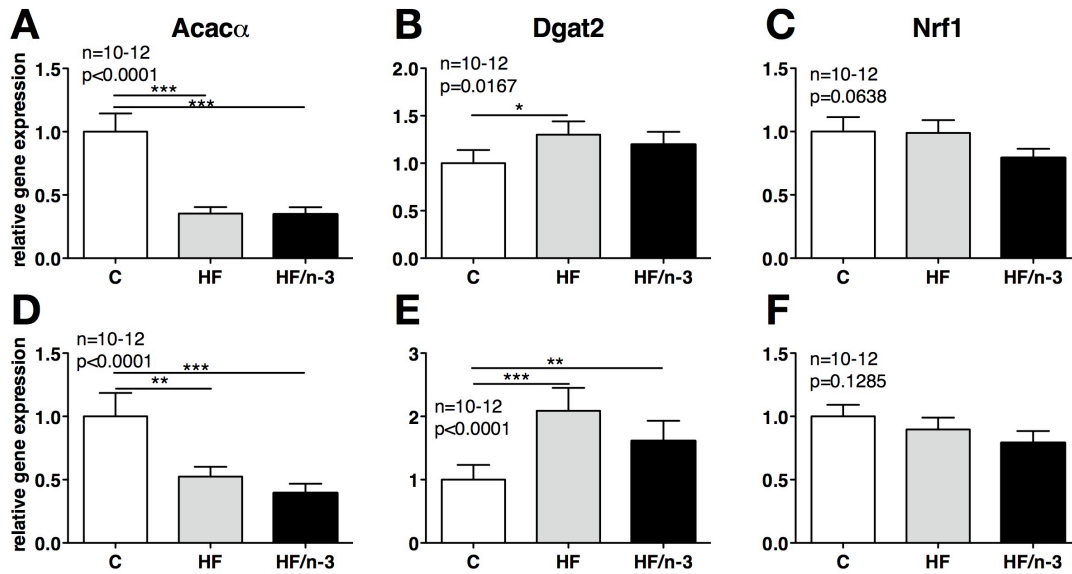 A
Acacα
relative gene expression
n=10-12
p<0.0001
***
***
1.5
1.0
0.5
0.0
C
HF
HF/n-3
B
Dgat2
n=10-12
p=0.0167
*
2.0
1.5
1.0
0.5
0.0
C
HF
HF/n-3
C
Nrf1
n=10-12
p=0.0638
1.5
1.0
0.5
0.0
C
HF
HF/n-3
D
relative gene expression
n=10-12
p<0.0001
***
**
1.5
1.0
0.5
0.0
C
HF
HF/n-3
E
**
***
n=10-12
p<0.0001
3
2
1
0
C
HF
HF/n-3
F
n=10-12
p=0.1285
1.5
1.0
0.5
0.0
C
HF
HF/n-3